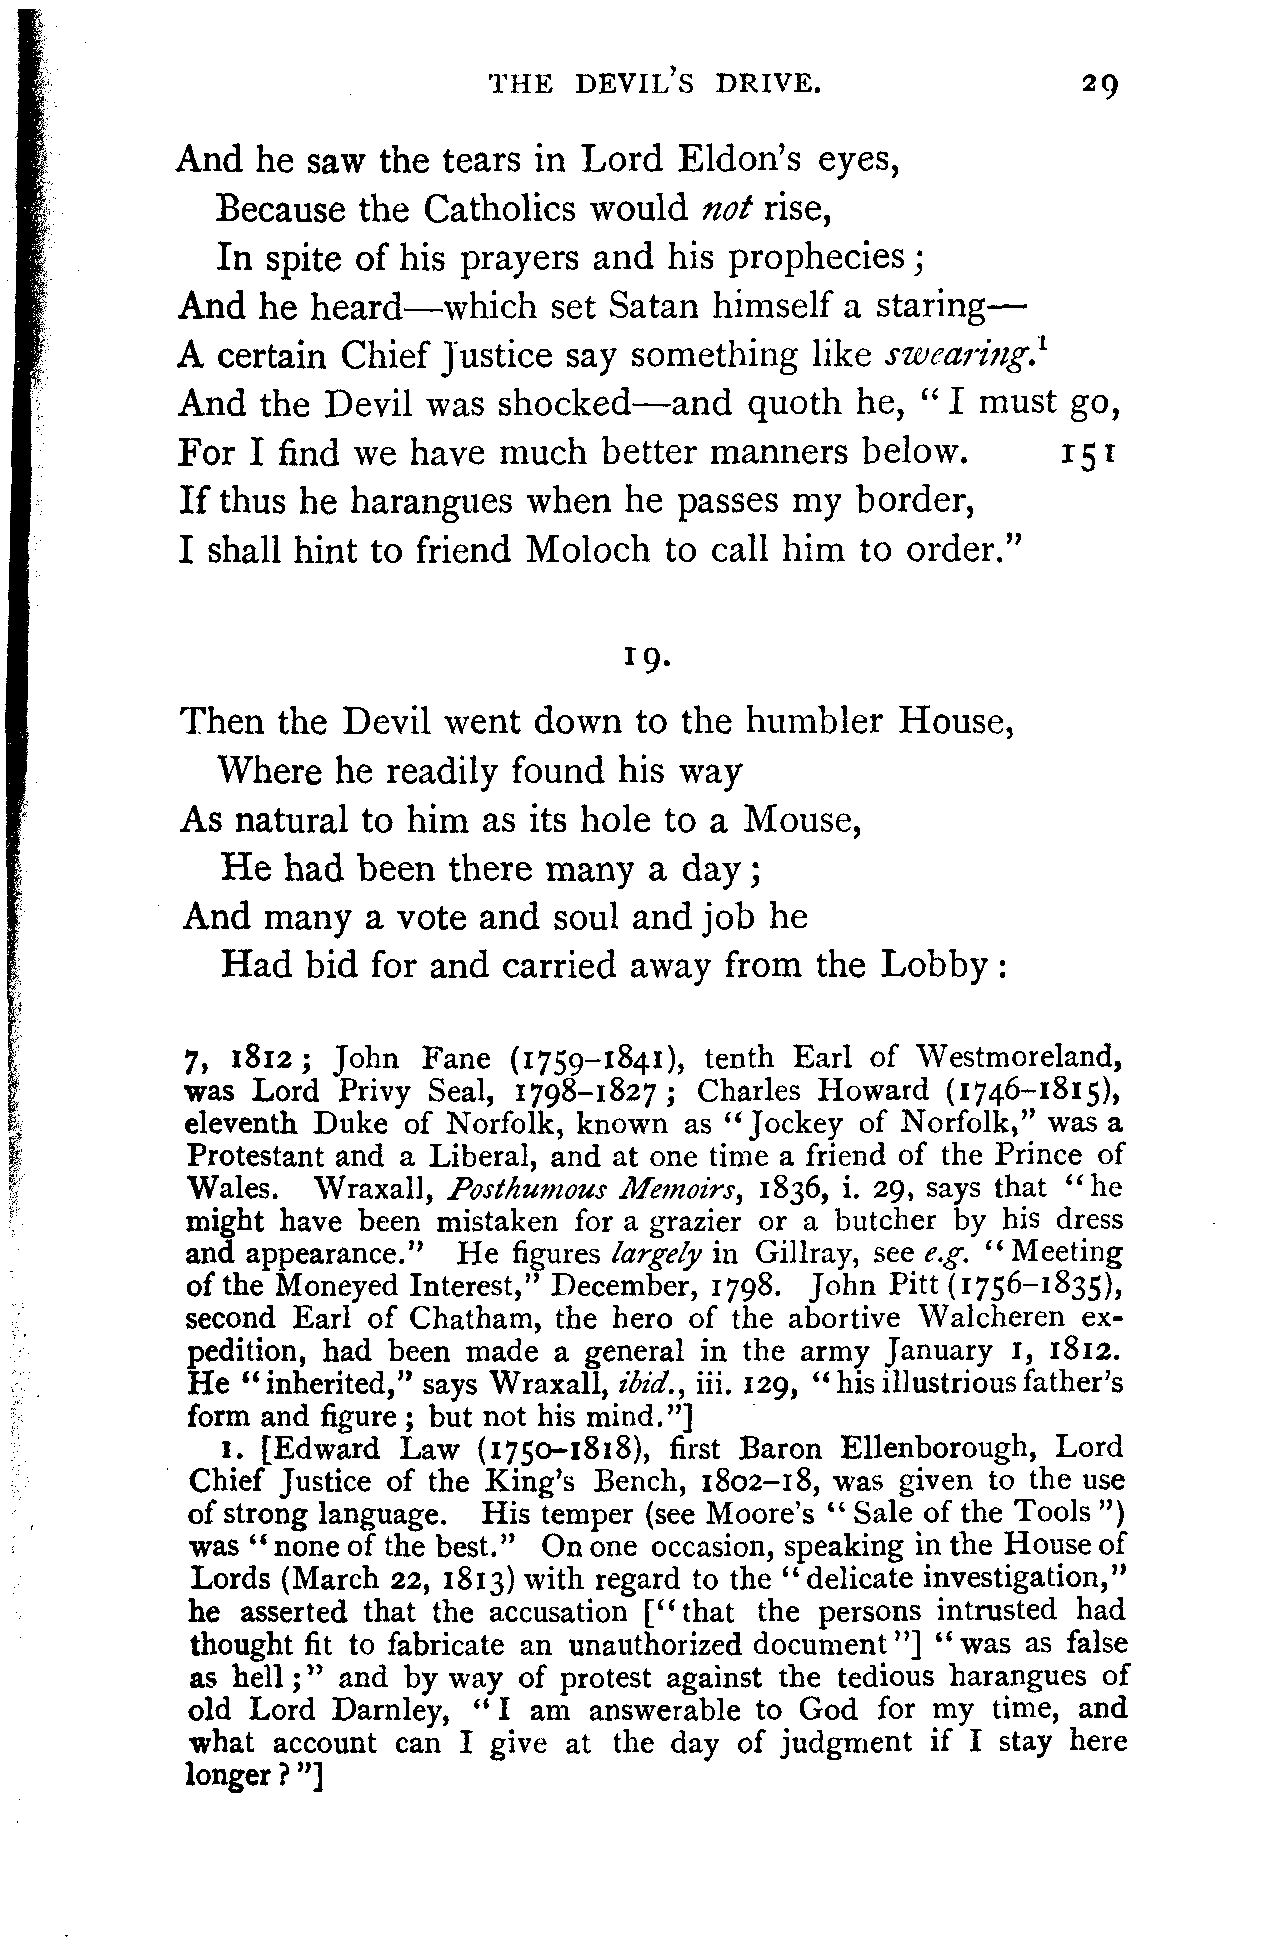 THE DEVIL'S DRIVE. 29
And he saw the tears in Lord Eldon's eyes,
Because the Catholics would not rise,
In spite of his prayers and his prophecies;
And he heard—which set Satan himself a staring—
A certain Chief Justice say something like swearing.¹
And the Devil was shocked—and quoth he, "I must go,
For I find we have much better manners below. 151
If thus he harangues when he passes my border,
I shall hint to friend Moloch to call him to order."
19.
Then the Devil went down to the humbler House,
Where he readily found his way
As natural to him as its hole to a Mouse,
He had been there many a day;
And many a vote and soul and job he
Had bid for and carried away from the Lobby:
7, 1812; John Fane (1759–1841), tenth Earl of Westmoreland,
was Lord Privy Seal, 1798–1827; Charles Howard (1746–1815),
eleventh Duke of Norfolk, known as "Jockey of Norfolk," was a
Protestant and a Liberal, and at one time a friend of the Prince of
Wales. Wraxall, Posthumous Memoirs, 1836, i. 29, says that "he
might have been mistaken for a grazier or a butcher by his dress
and appearance." He figures largely in Gillray, see e.g. "Meeting
of the Moneyed Interest," December, 1798. John Pitt (1756–1835),
second Earl of Chatham, the hero of the abortive Walcheren ex-
pedition, had been made a general in the army January 1, 1812.
He "inherited," says Wraxall, ibid., iii. 129, "his illustrious father's
form and figure; but not his mind."]
1. [Edward Law (1750–1818), first Baron Ellenborough, Lord
Chief Justice of the King's Bench, 1802–18, was given to the use
of strong language. His temper (see Moore's "Sale of the Tools")
was "none of the best." On one occasion, speaking in the House of
Lords (March 22, 1813) with regard to the "delicate investigation,"
he asserted that the accusation ["that the persons intrusted had
thought fit to fabricate an unauthorized document"] "was as false
as hell;" and by way of protest against the tedious harangues of
old Lord Darnley, "I am answerable to God for my time, and
what account can I give at the day of judgment if I stay here
longer?"]